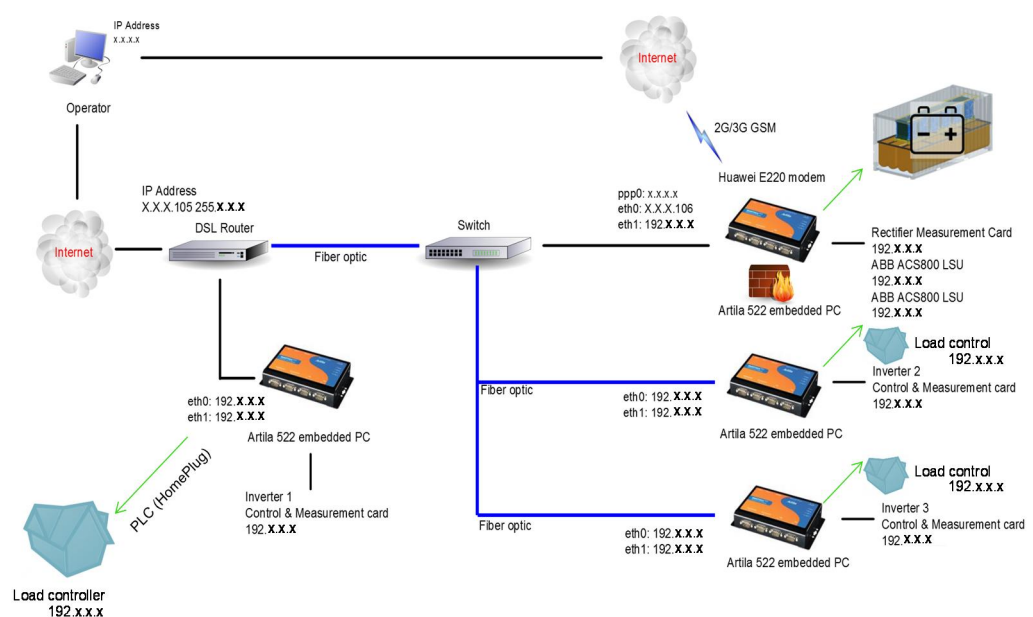 IP Address
x.x.x.x
Operator
Internet
2G/3G GSM
Huawei E220 modem
IP Address
X.X.X.105 255.x.x.x
DSL Router
Internet
Fiber optic
Switch
ppp0: x.x.x.x
eth0: X.X.X.106
eth1: 192.x.x.x
Rectifier Measurement Card
192.x.x.x
ABB ACS800 LSU
192.x.x.x
ABB ACS800 LSU
192.x.x.x
Artila 522 embedded PC
Load control
192.x.x.x
Inverter 2
Control & Measurement card
192.x.x.x
Fiber optic
eth0: 192.x.x.x
eth1: 192.x.x.x
Artila 522 embedded PC
eth0: 192.x.x.x
eth1: 192.x.x.x
Artila 522 embedded PC
PLC (HomePlug)
Inverter 1
Control & Measurement card
192.x.x.x
Load control
192.x.x.x
Inverter 3
Control & Measurement card
192.x.x.x
Fiber optic
eth0: 192.x.x.x
eth1: 192.x.x.x
Artila 522 embedded PC
Load controller
192.x.x.x